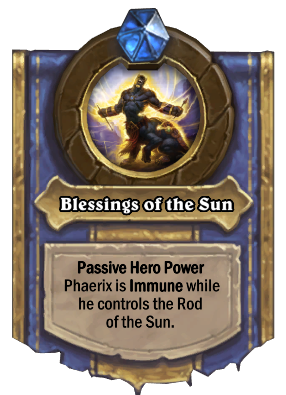 Blessings of the Sun
Passive Hero Power
Phaerix is Immune while
he controls the Rod
of the Sun.